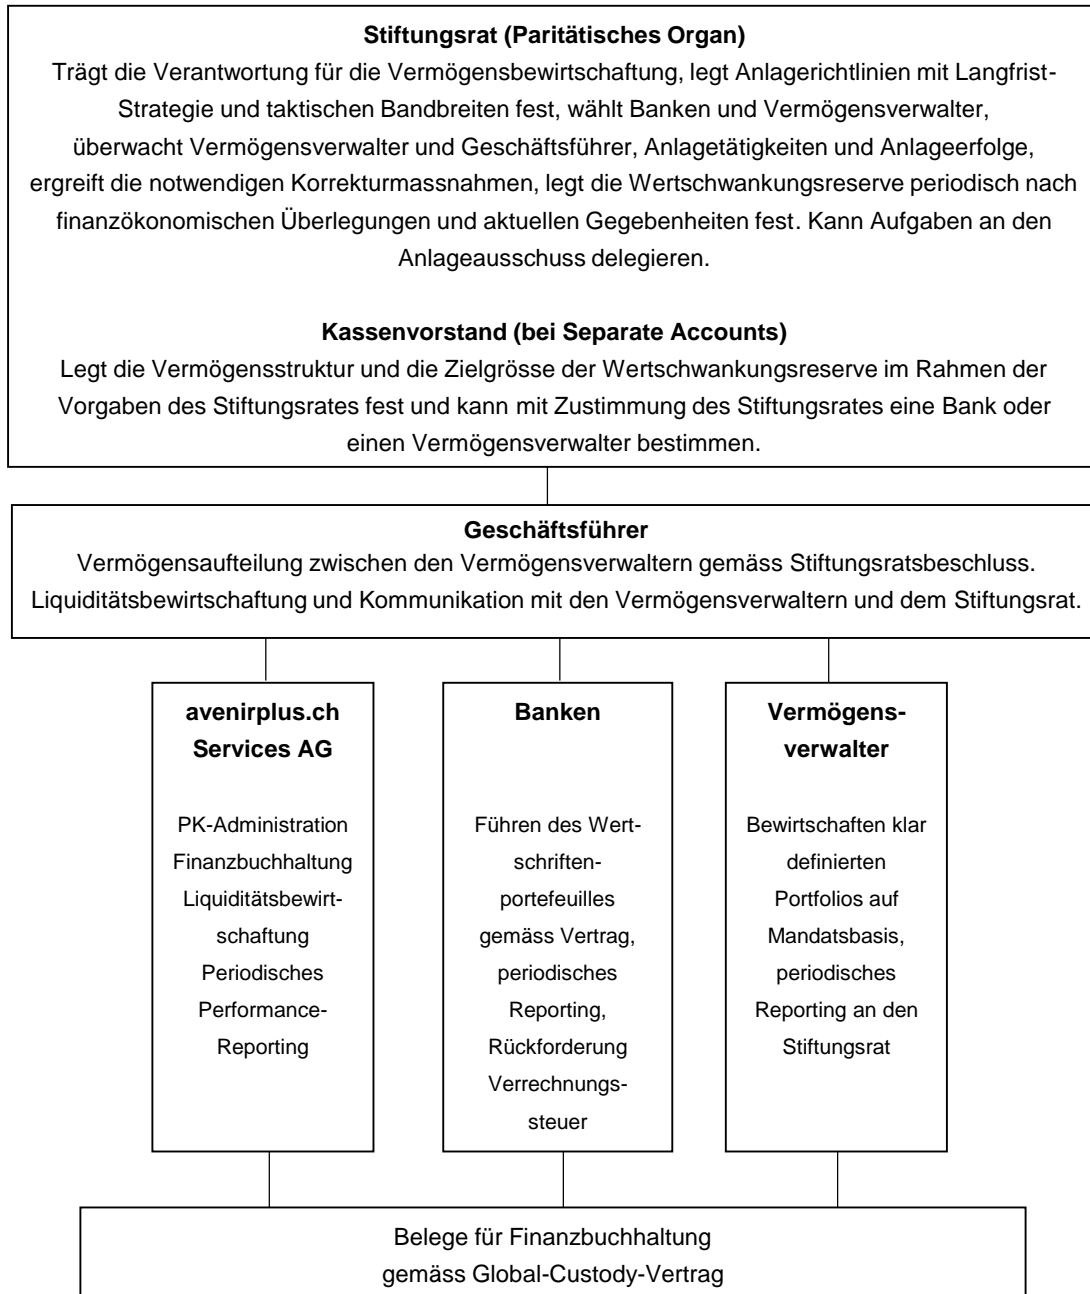 Stiftungsrat (Paritätisches Organ)
Trägt die Verantwortung für die Vermögensbewirtschaftung, legt Anlagerichtlinien mit Langfrist-
Strategie und taktischen Bandbreiten fest, wählt Banken und Vermögensverwalter,
überwacht Vermögensverwalter und Geschäftsführer, Anlagetätigkeiten und Anlageerfolge,
ergreift die notwendigen Korrekturmassnahmen, legt die Wertschwankungsreserve periodisch nach
finanzökonomischen Überlegungen und aktuellen Gegebenheiten fest. Kann Aufgaben an den
Anlageausschuss delegieren.
Kassenvorstand (bei Separate Accounts)
Legt die Vermögensstruktur und die Zielgrösse der Wertschwankungsreserve im Rahmen der
Vorgaben des Stiftungsrates fest und kann mit Zustimmung des Stiftungsrates eine Bank oder
einen Vermögensverwalter bestimmen.
Geschäftsführer
Vermögensaufteilung zwischen den Vermögensverwaltern gemäss Stiftungsratsbeschluss.
Liquiditätsbewirtschaftung und Kommunikation mit den Vermögensverwaltern und dem Stiftungsrat.
avenirplus.ch
Services AG
PK-Administration
Finanzbuchhaltung
Liquiditätsbewirt-
schaftung
Periodisches
Performance-
Reporting
Banken
Führen des Wert-
schriften-
portefeuilles
gemäss Vertrag,
periodisches
Reporting,
Rückforderung
Verrechnungs-
steuer
Vermögens-
verwalter
Bewirtschaften klar
definierten
Portfolios auf
Mandatsbasis,
periodisches
Reporting an den
Stiftungsrat
Belege für Finanzbuchhaltung
gemäss Global-Custody-Vertrag